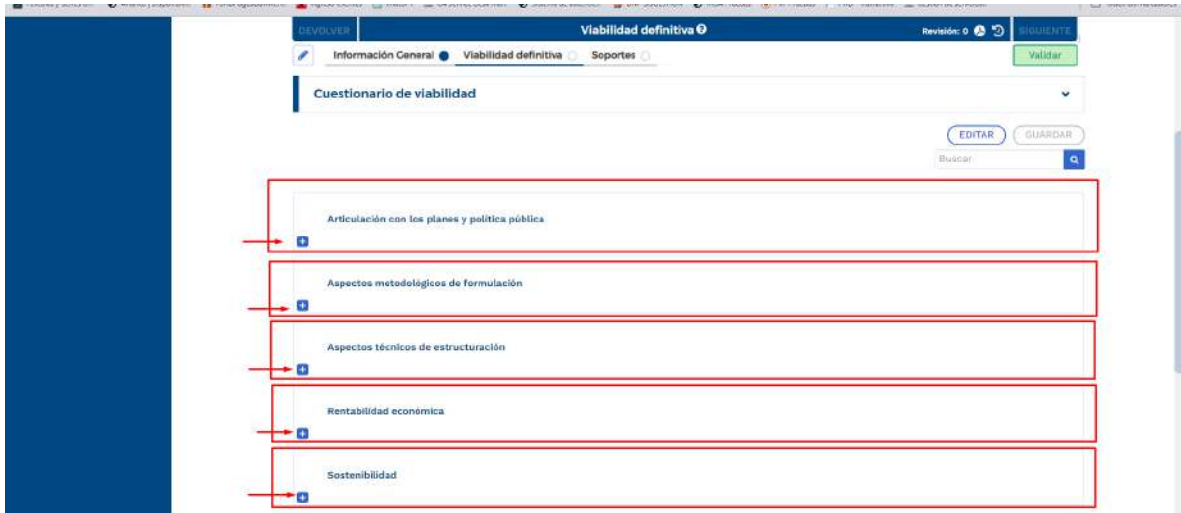 DEVOLVER Viabilidad definitiva Revisión: 0 SIGUIENTE
Información General Viabilidad definitiva Soportes Validar
Cuestionario de viabilidad
EDITAR GUARDAR
Buscar
Articulación con los planes y política pública
Aspectos metodológicos de formulación
Aspectos técnicos de estructuración
Rentabilidad económica
Sostenibilidad